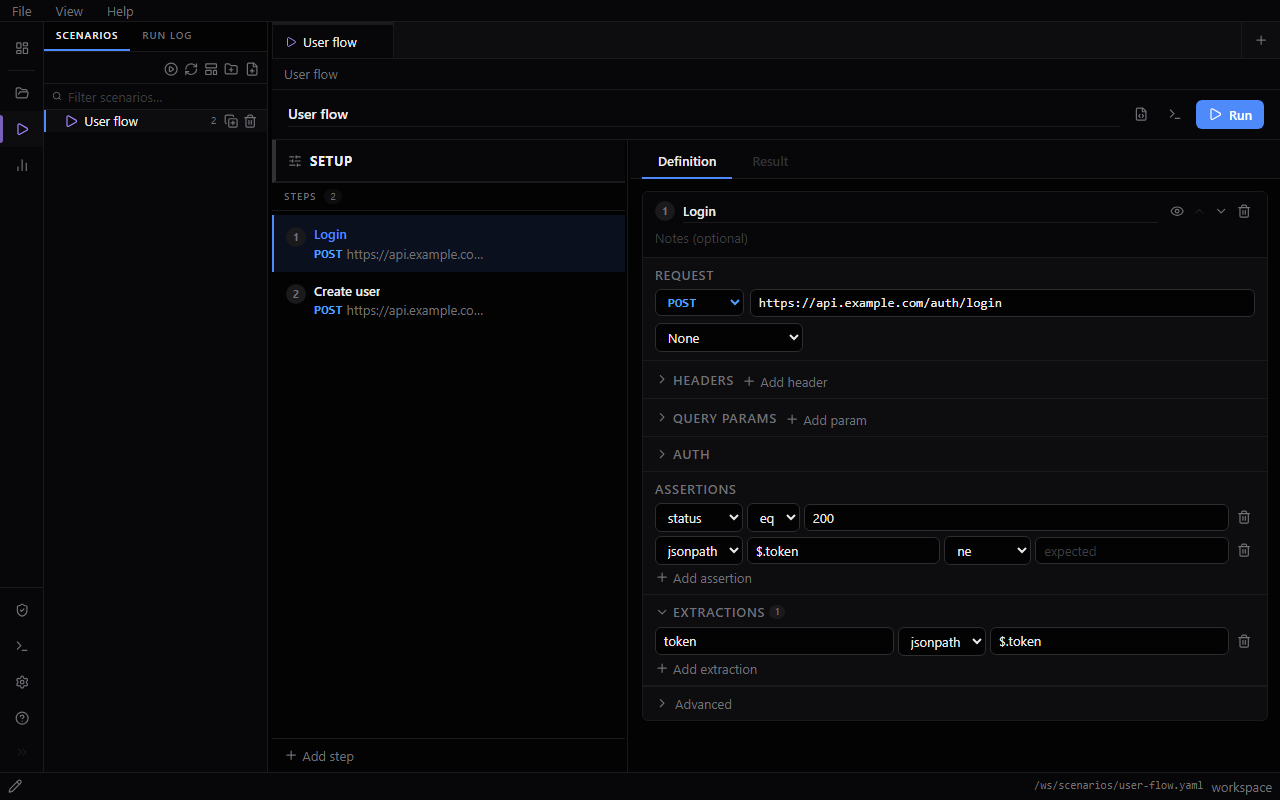 File View Help
SCENARIOS RUN LOG
User flow
User flow
Filter scenarios...
User flow 2
User flow
Run
SETUP
STEPS 2
1 Login
POST https://api.example.co...
2 Create user
POST https://api.example.co...
Add step
Definition Result
1 Login
Notes (optional)
REQUEST
POST https://api.example.com/auth/login
None
HEADERS + Add header
QUERY PARAMS + Add param
AUTH
ASSERTIONS
status eq 200
jsonpath $.token ne expected
+ Add assertion
EXTRACTIONS 1
token jsonpath $.token
+ Add extraction
Advanced
/ws/scenarios/user-flow.yaml workspace